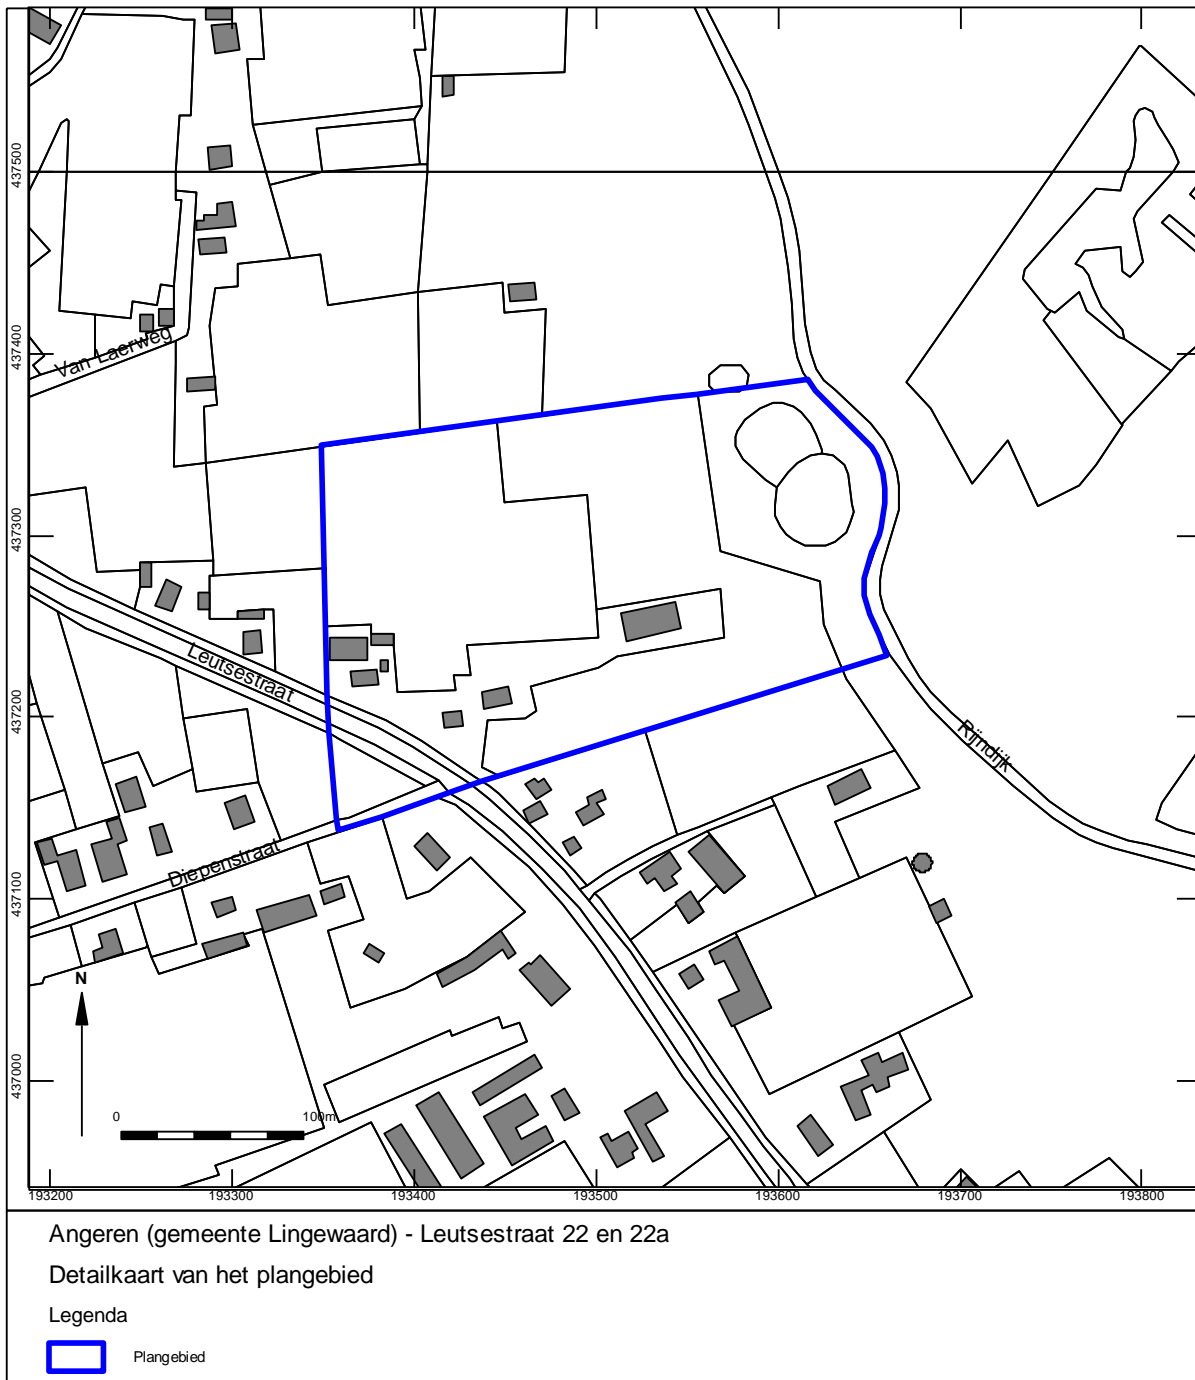 437500
437400
437300
437200
437100
437000
Van Laerweg
Leutsestraat
Rijndijk
Diepenstraat
N
0 100m
193200 193300 193400 193500 193600 193700 193800
Angeren (gemeente Lingewaard) - Leutsestraat 22 en 22a
Detailkaart van het plangebied
Legenda
Plangebied